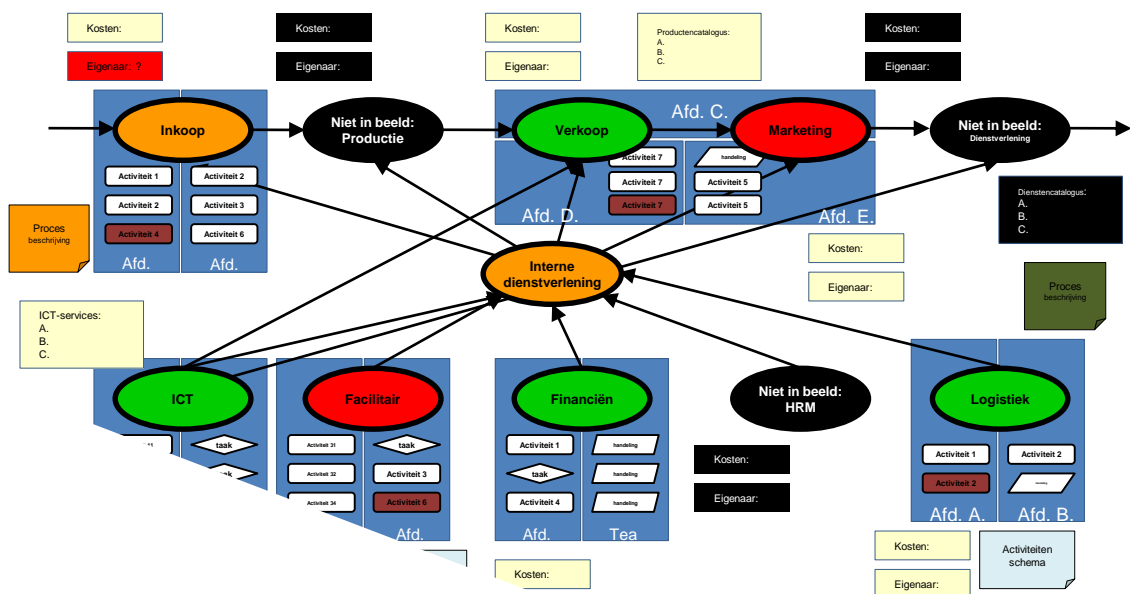 Kosten:
Kosten:
Kosten:
Productencatalogus:
A.
B.
C.
Kosten:
Eigenaar: ?
Eigenaar:
Eigenaar:
Eigenaar:
Afd. C.
Inkoop
Niet in beeld:
Productie
Verkoop
Marketing
Niet in beeld:
Dienstverlening
Activiteit 1
Activiteit 2
Activiteit 7
handeling
Activiteit 2
Activiteit 3
Activiteit 7
Activiteit 5
Activiteit 4
Activiteit 6
Activiteit 7
Activiteit 5
Dienstencatalogus:
A.
B.
C.
Proces
beschrijving
Afd.
Afd.
Afd. D.
Afd. E.
Kosten:
Eigenaar:
Interne
dienstverlening
Proces
beschrijving
ICT-services:
A.
B.
C.
ICT
Facilitair
Financiën
Niet in beeld:
HRM
Logistiek
taak
Activiteit 31
taak
Activiteit 1
handeling
Activiteit 1
Activiteit 2
Activiteit 32
Activiteit 3
taak
handeling
Activiteit 2
Activiteit 34
Activiteit 6
Activiteit 4
handeling
Kosten:
Eigenaar:
Afd.
Afd.
Tea
Afd. A.
Afd. B.
Kosten:
Kosten:
Eigenaar:
Activiteiten
schema